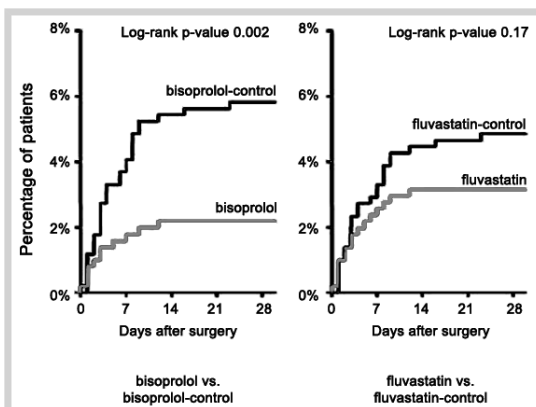 8%
Log-rank p-value 0.002
bisoprolol-control
6%
4%
bisoprolol
2%
0%
0 7 14 21 28
Days after surgery
Percentage of patients
bisoprolol vs.
bisoprolol-control
8%
Log-rank p-value 0.17
6%
fluvastatin-control
4%
fluvastatin
2%
0%
0 7 14 21 28
Days after surgery
fluvastatin vs.
fluvastatin-control